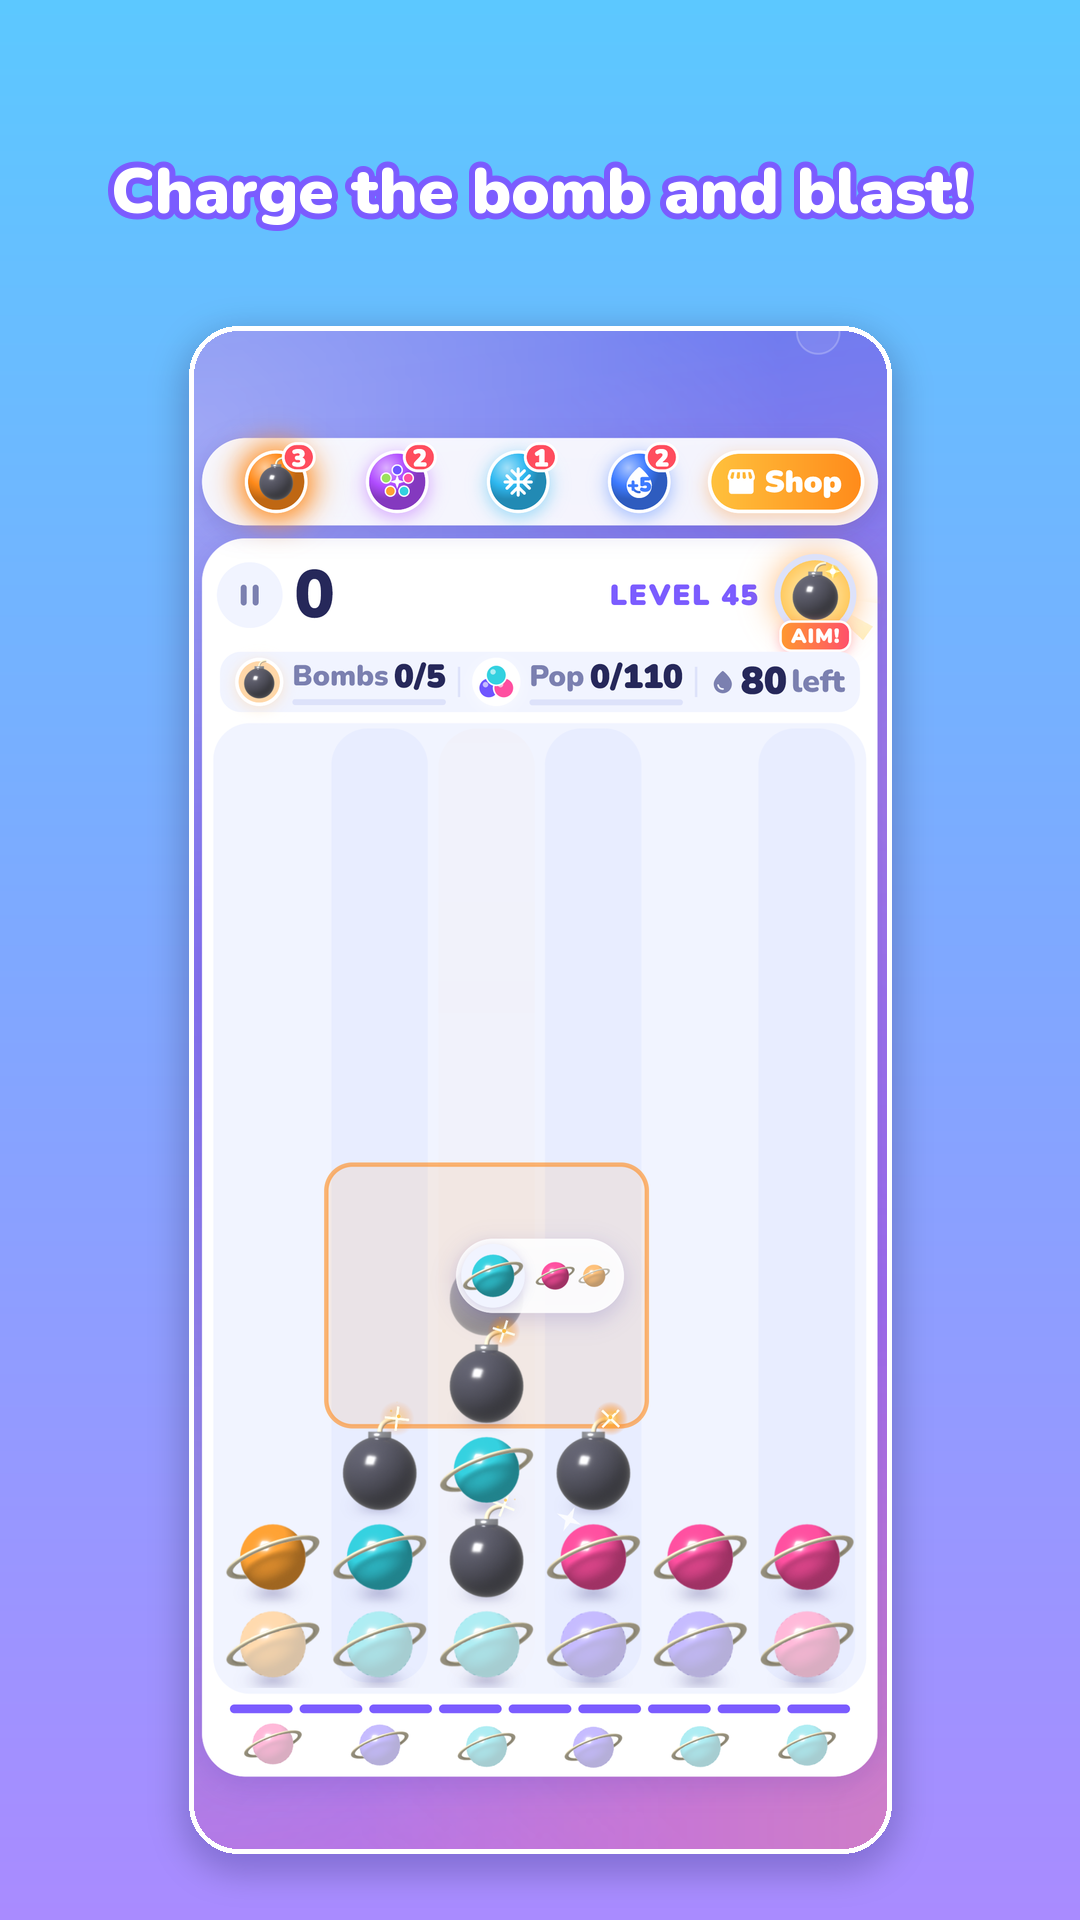 Charge the bomb and blast!
3
2
1
+5
2
Shop
0
LEVEL 45
AIM!
Bombs 0/5
Pop 0/110
80 left